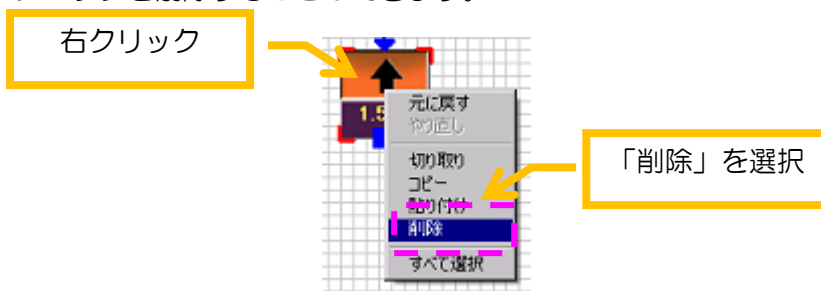 右クリック
1.5
元に戻す
やり直し
切り取り
コピー
貼り付け
削除
すべて選択
「削除」を選択